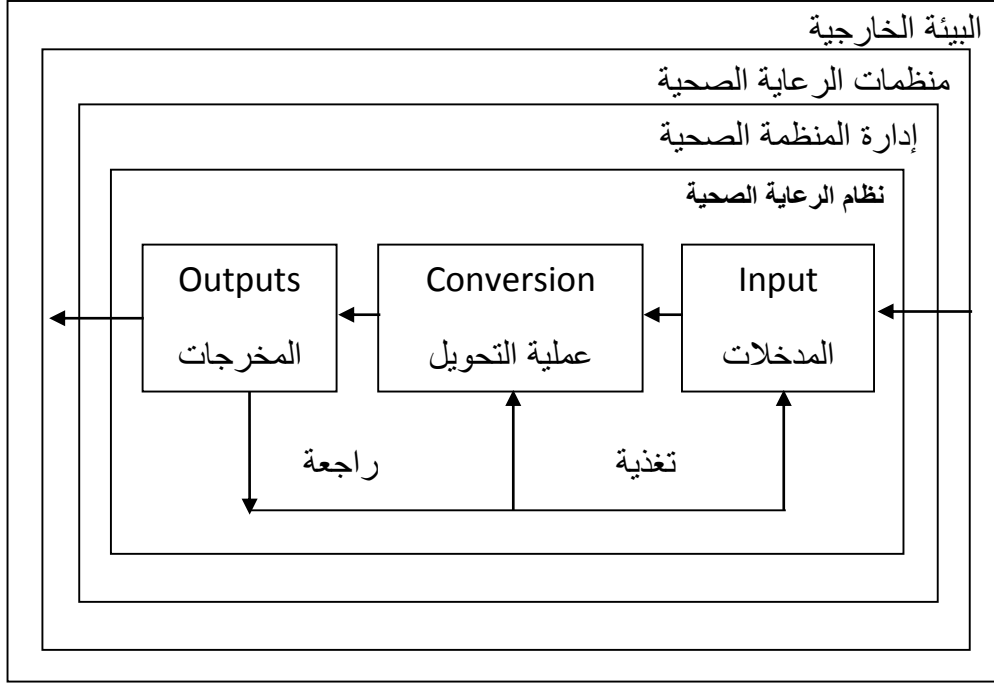 البيئة الخارجية
منظمات الرعاية الصحية
إدارة المنظمة الصحية
نظام الرعاية الصحية
Input
المدخلات
Conversion
عملية التحويل
Outputs
المخرجات
تغذية
راجعة